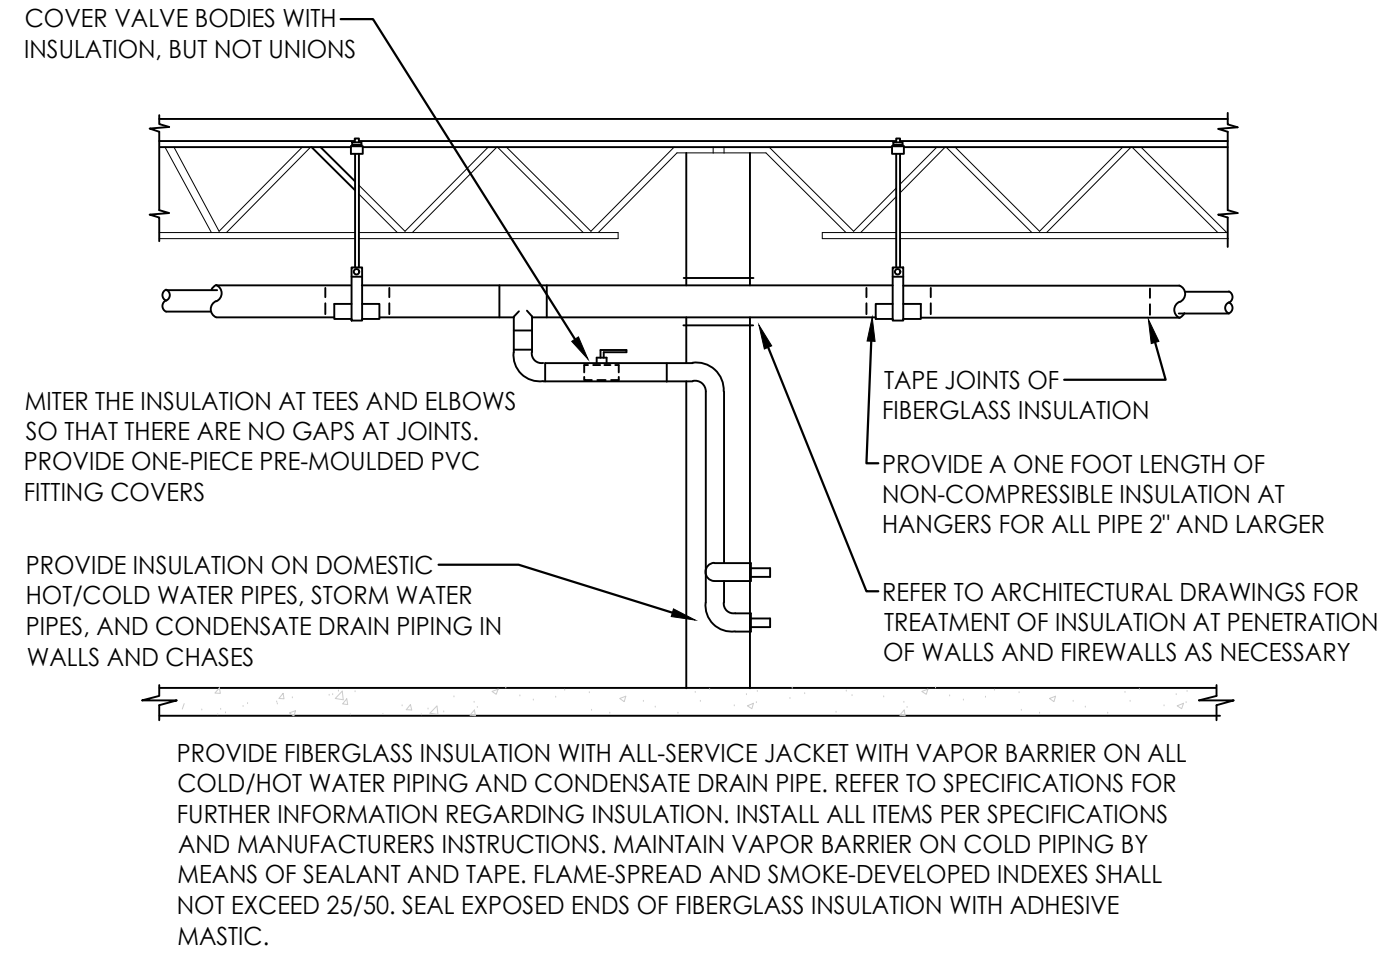 COVER VALVE BODIES WITH
INSULATION, BUT NOT UNIONS
MITER THE INSULATION AT TEES AND ELBOWS
SO THAT THERE ARE NO GAPS AT JOINTS.
PROVIDE ONE-PIECE PRE-MOULDED PVC
FITTING COVERS
PROVIDE INSULATION ON DOMESTIC
HOT/COLD WATER PIPES, STORM WATER
PIPES, AND CONDENSATE DRAIN PIPING IN
WALLS AND CHASES
TAPE JOINTS OF
FIBERGLASS INSULATION
PROVIDE A ONE FOOT LENGTH OF
NON-COMPRESSIBLE INSULATION AT
HANGERS FOR ALL PIPE 2" AND LARGER
REFER TO ARCHITECTURAL DRAWINGS FOR
TREATMENT OF INSULATION AT PENETRATION
OF WALLS AND FIREWALLS AS NECESSARY
PROVIDE FIBERGLASS INSULATION WITH ALL-SERVICE JACKET WITH VAPOR BARRIER ON ALL
COLD/HOT WATER PIPING AND CONDENSATE DRAIN PIPE. REFER TO SPECIFICATIONS FOR
FURTHER INFORMATION REGARDING INSULATION. INSTALL ALL ITEMS PER SPECIFICATIONS
AND MANUFACTURERS INSTRUCTIONS. MAINTAIN VAPOR BARRIER ON COLD PIPING BY
MEANS OF SEALANT AND TAPE. FLAME-SPREAD AND SMOKE-DEVELOPED INDEXES SHALL
NOT EXCEED 25/50. SEAL EXPOSED ENDS OF FIBERGLASS INSULATION WITH ADHESIVE
MASTIC.